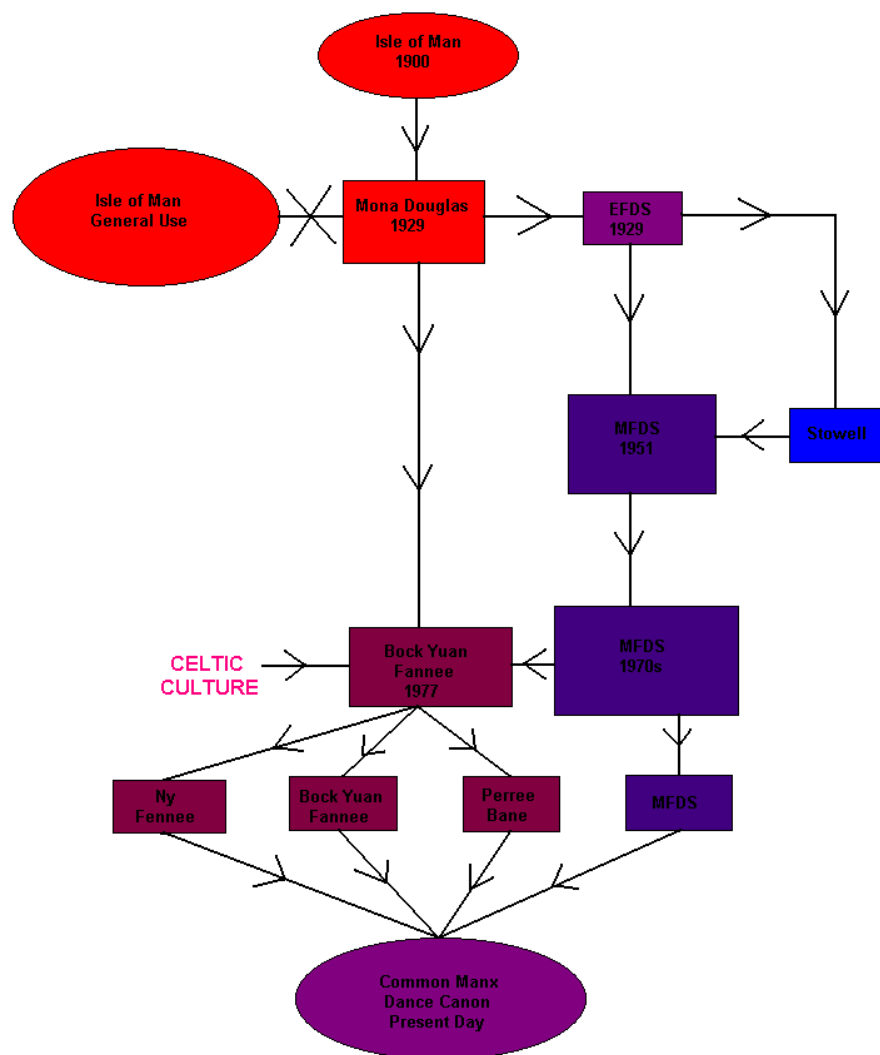 Isle of Man
1900
Isle of Man
General Use
Mona Douglas
1929
EFDS
1929
MFDS
1951
Stowell
CELTIC
CULTURE
Bock Yuan
Fannee
1977
MFDS
1970s
Ny
Fennee
Bock Yuan
Fannee
Perree
Bane
MFDS
Common Manx
Dance Canon
Present Day